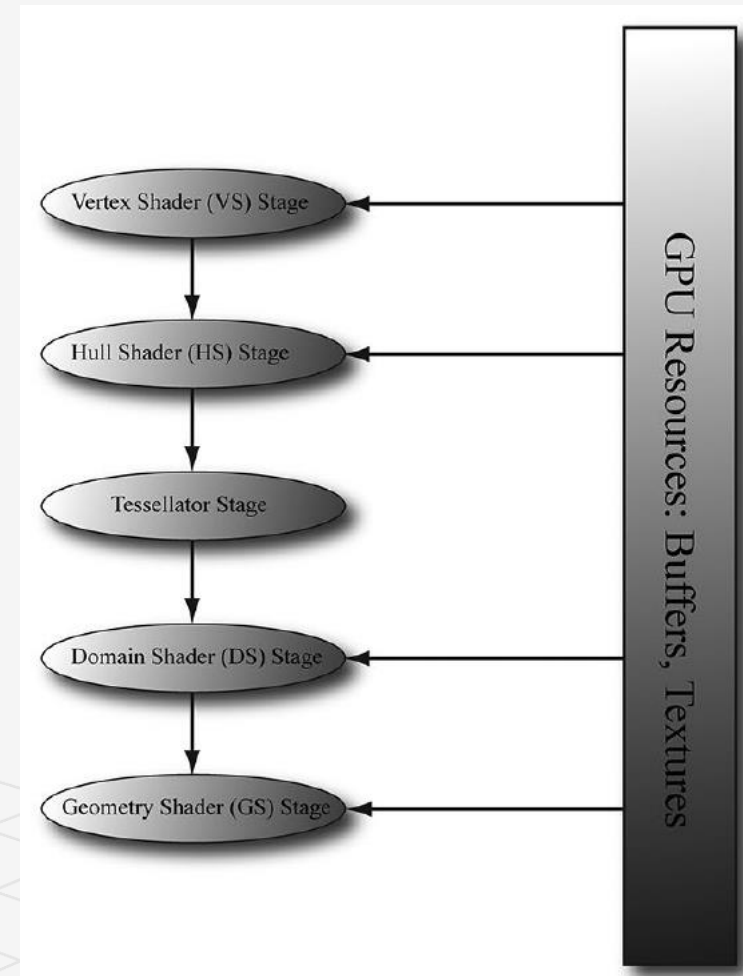 Vertex Shader (VS) Stage
Hull Shader (HS) Stage
Tessellator Stage
Domain Shader (DS) Stage
Geometry Shader (GS) Stage
GPU Resources: Buffers, Textures